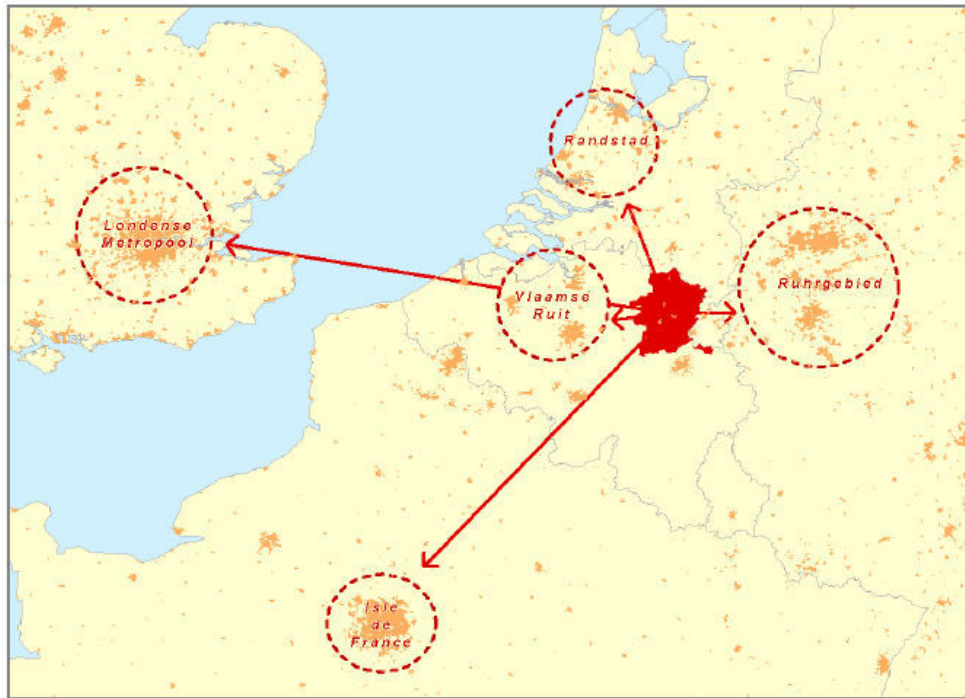 Randstad
Londense
Metropool
Vlaamse
Ruit
Ruhrgebied
Isle
de
France